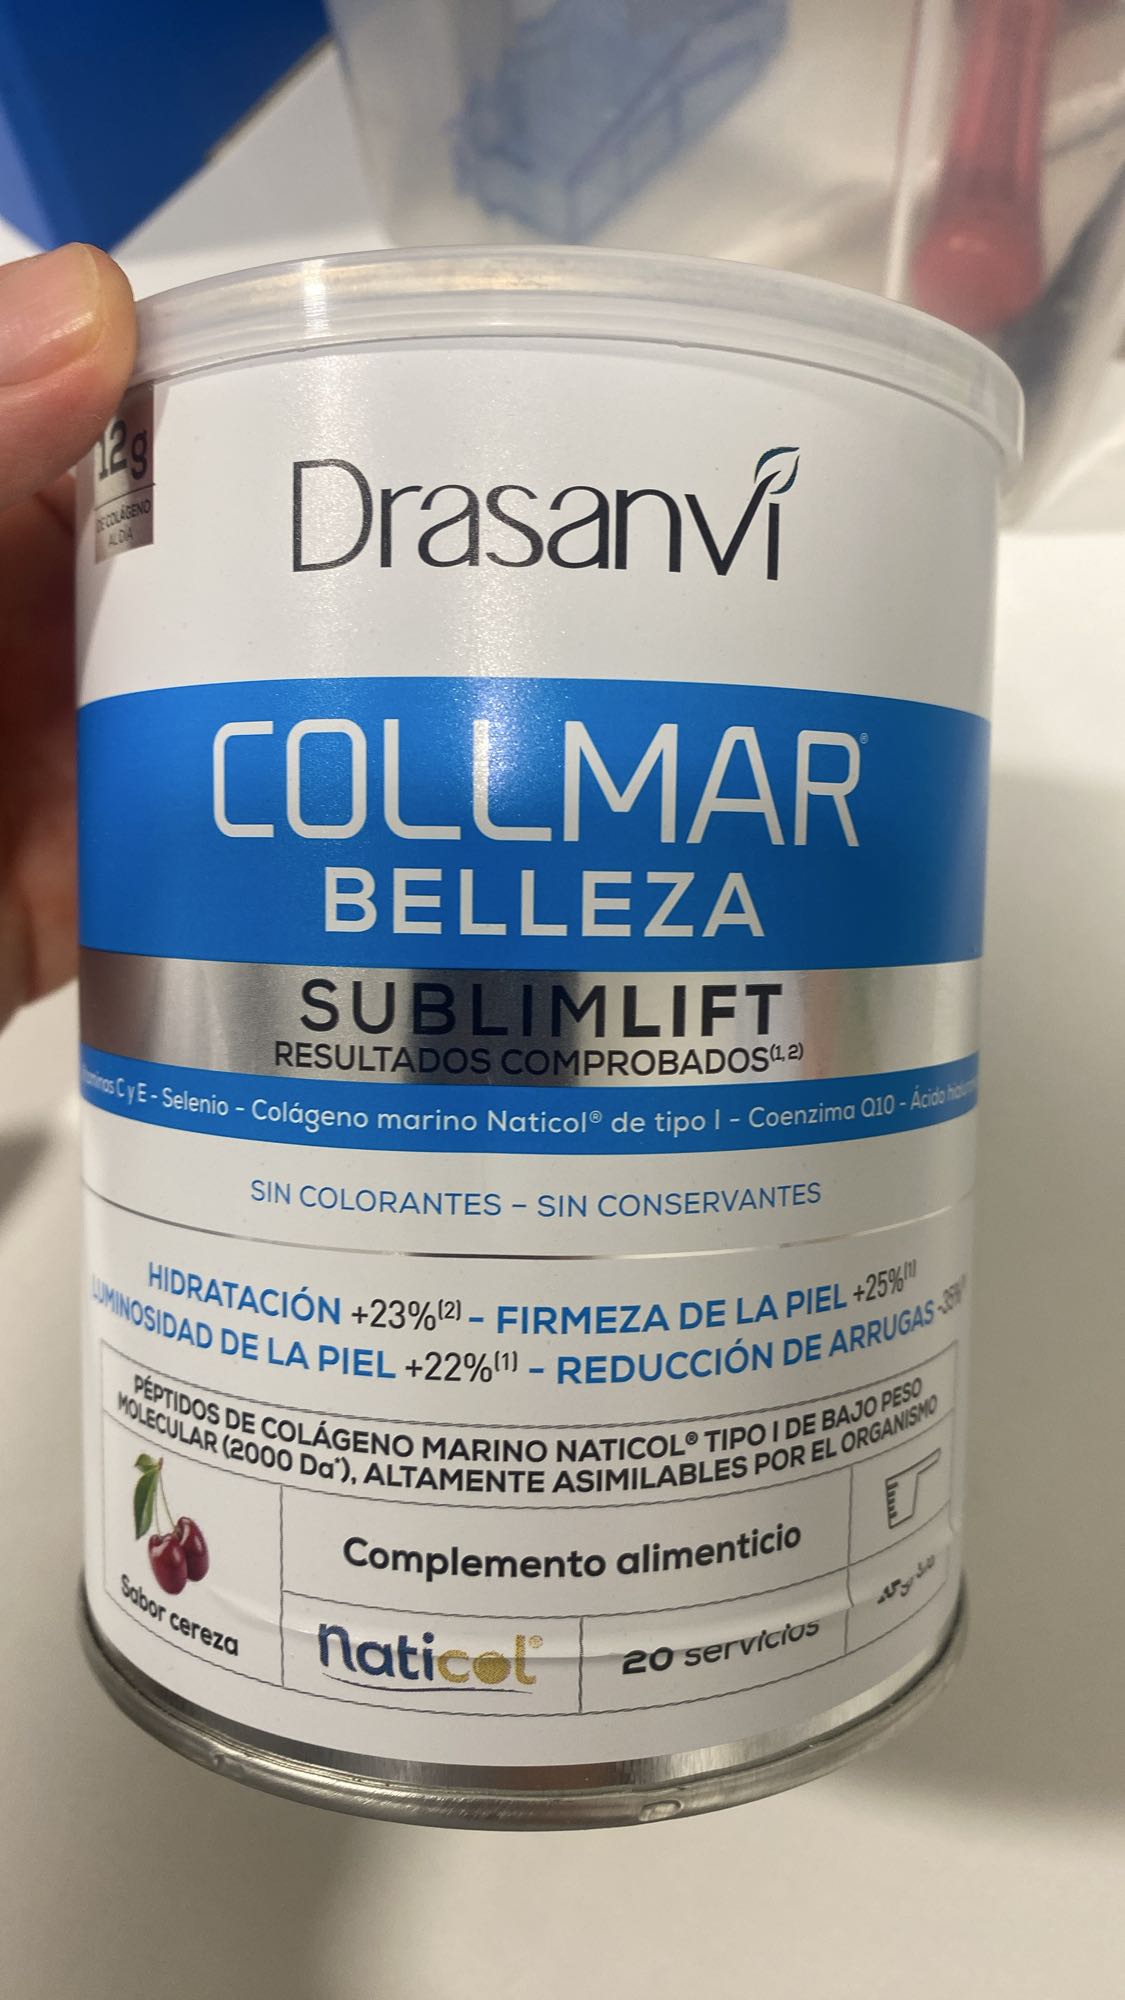 12g
DE COLÁGENO
AL DÍA
Drasanvi
COLLMAR®
BELLEZA
SUBLIMLIFT
RESULTADOS COMPROBADOS(1, 2)
C y E - Selenio - Colágeno marino Naticol® de tipo I - Coenzima Q10 - Ácido
SIN COLORANTES – SIN CONSERVANTES
HIDRATACIÓN +23%(2) - FIRMEZA DE LA PIEL +25%(1)
LUMINOSIDAD DE LA PIEL +22%(1) - REDUCCIÓN DE ARRUGAS -35%
PÉPTIDOS DE COLÁGENO MARINO NATICOL® TIPO I DE BAJO PESO
MOLECULAR (2000 Da*), ALTAMENTE ASIMILABLES POR EL ORGANISMO
Complemento alimenticio
Sabor cereza
naticol®
20 servicios